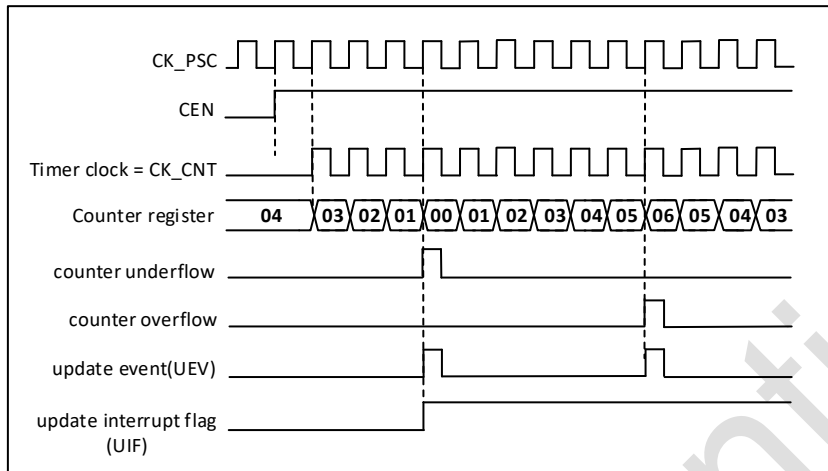 CK_PSC
CEN
Timer clock = CK_CNT
Counter register 04 03 02 01 00 01 02 03 04 05 06 05 04 03
counter underflow
counter overflow
update event(UEV)
update interrupt flag
(UIF)